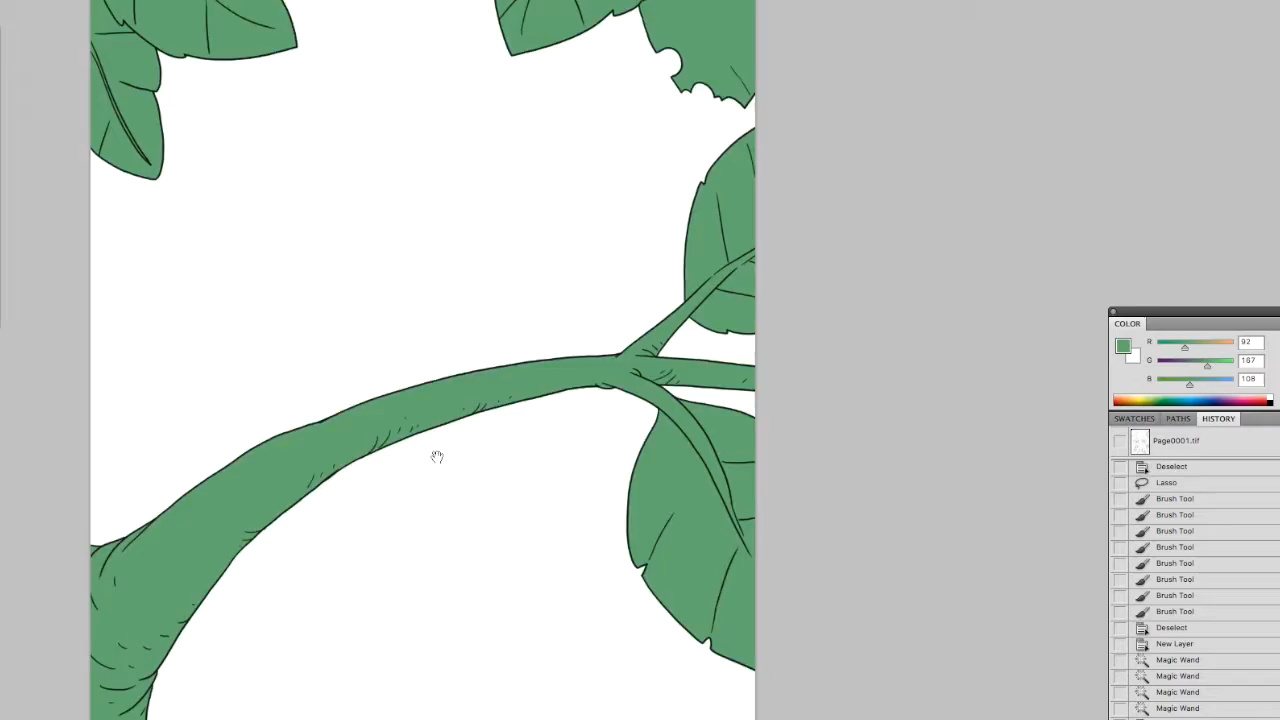 COLOR
R 92
G 167
B 108
SWATCHES PATHS HISTORY
Page0001.tif
Deselect
Lasso
Brush Tool
Brush Tool
Brush Tool
Brush Tool
Brush Tool
Brush Tool
Brush Tool
Brush Tool
Deselect
New Layer
Magic Wand
Magic Wand
Magic Wand
Magic Wand